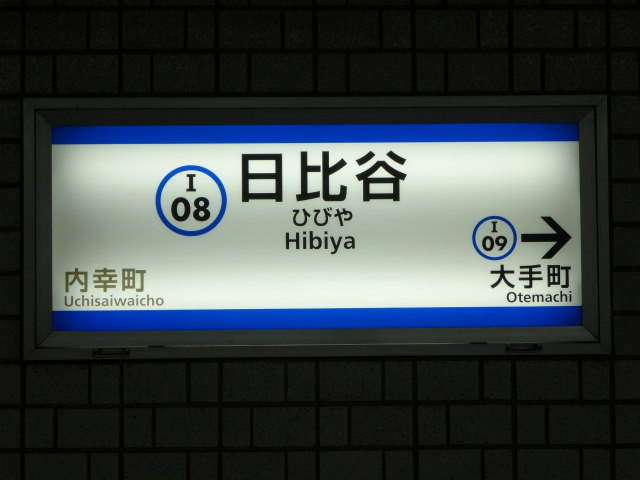 I
08
日比谷
ひびや
Hibiya
I
09
内幸町
Uchisaiwaicho
大手町
Otemachi